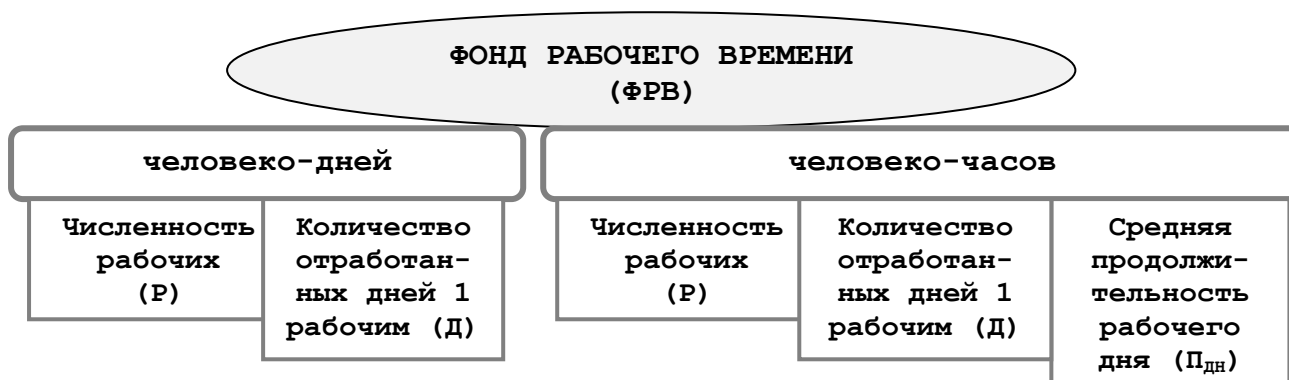 ФОНД РАБОЧЕГО ВРЕМЕНИ
(ФРВ)
человеко-дней
человеко-часов
Численность
рабочих
(Р)
Количество
отработан-
ных дней 1
рабочим (Д)
Численность
рабочих
(Р)
Количество
отработан-
ных дней 1
рабочим (Д)
Средняя
продолжи-
тельность
рабочего
дня (Пдн)